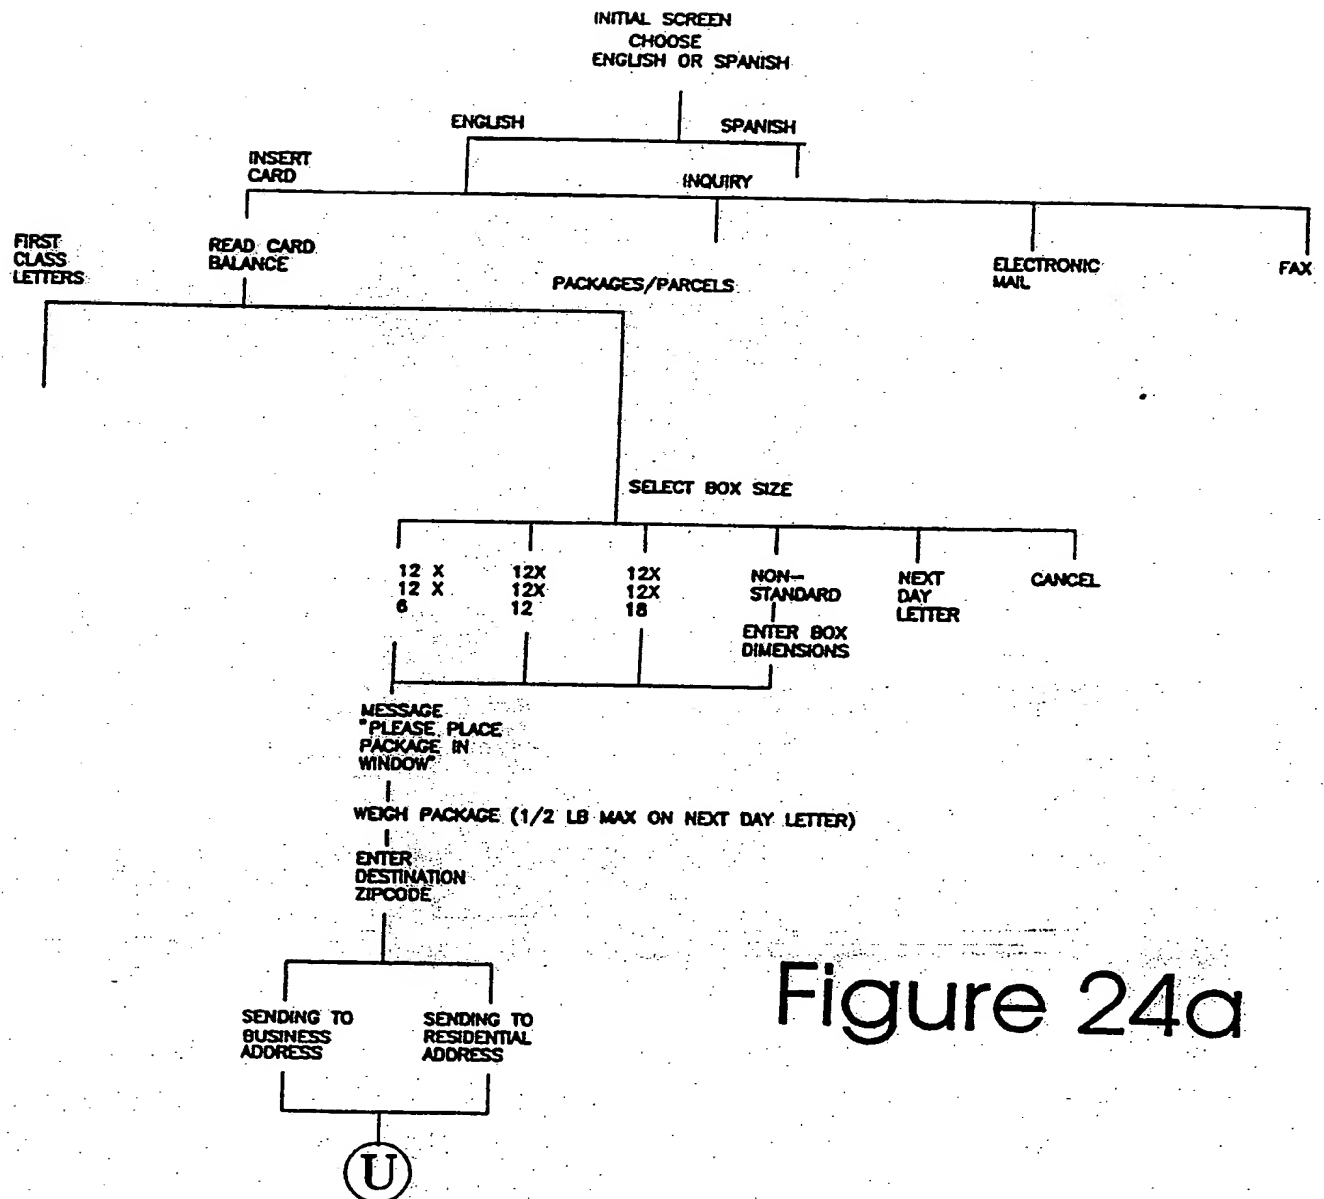 INITIAL SCREEN
CHOOSE
ENGLISH OR SPANISH
ENGLISH
SPANISH
INSERT
CARD
INQUIRY
FIRST
CLASS
LETTERS
READ CARD
BALANCE
PACKAGES/PARCELS
ELECTRONIC
MAIL
FAX
SELECT BOX SIZE
12 X
12 X
6
12X
12X
12
12X
12X
18
NON-
STANDARD
ENTER BOX
DIMENSIONS
NEXT
DAY
LETTER
CANCEL
MESSAGE
"PLEASE PLACE
PACKAGE IN
WINDOW"
WEIGH PACKAGE (1/2 LB MAX ON NEXT DAY LETTER)
ENTER
DESTINATION
ZIPCODE
SENDING TO
BUSINESS
ADDRESS
SENDING TO
RESIDENTIAL
ADDRESS
U
Figure 24a